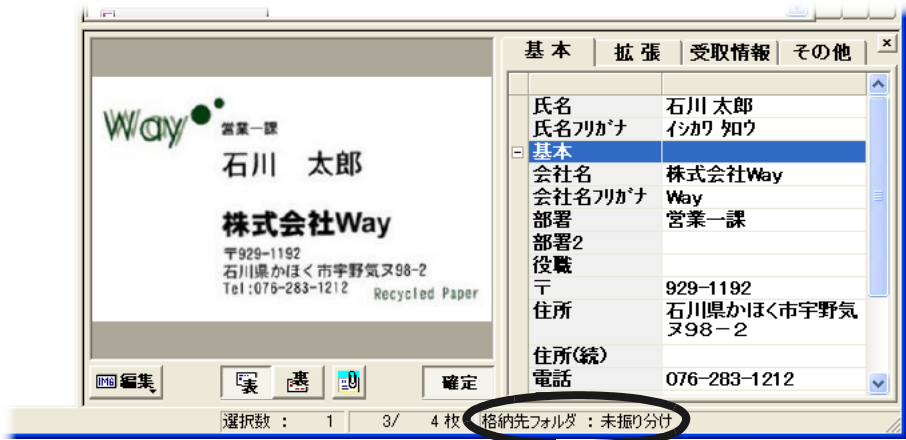 Way
営業一課
石川 太郎
株式会社Way
〒929-1192
石川県かほく市宇野気ヌ98-2
Tel:076-283-1212
Recycled Paper
IMG 編集
表
裏
確定
基本 拡張 受取情報 その他
氏名 石川 太郎
氏名フリガナ イシカワ タロウ
基本
会社名 株式会社Way
会社名フリガナ Way
部署 営業一課
部署2
役職
〒 929-1192
住所 石川県かほく市宇野気
ヌ98－2
住所(続)
電話 076-283-1212
選択数 : 1 3/ 4 枚 格納先フォルダ : 未振り分け